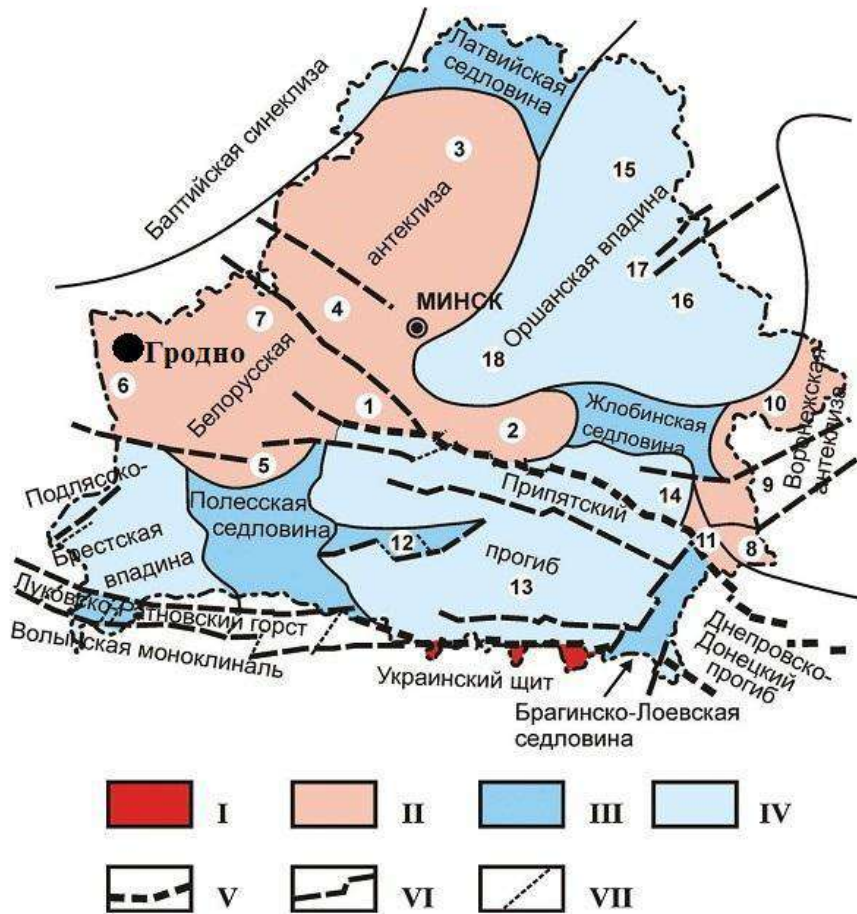 Латвийская
седловина
Балтийская синеклиза
3
15
антеклиза
Оршанская впадина
17
4
МИНСК
16
7
Гродно
18
6
Белорусская
1
2
Жлобинская
седловина
10
Воронежская
антеклиза
9
5
Подлясско-
Брестская
впадина
Полесская
седловина
Припятский
прогиб
14
12
11
8
13
Луковско-Ратновский горст
Волынская моноклиналь
Украинский щит
Днепровско-
Донецкий
прогиб
Брагинско-Лоевская
седловина
I
II
III
IV
V
VI
VII